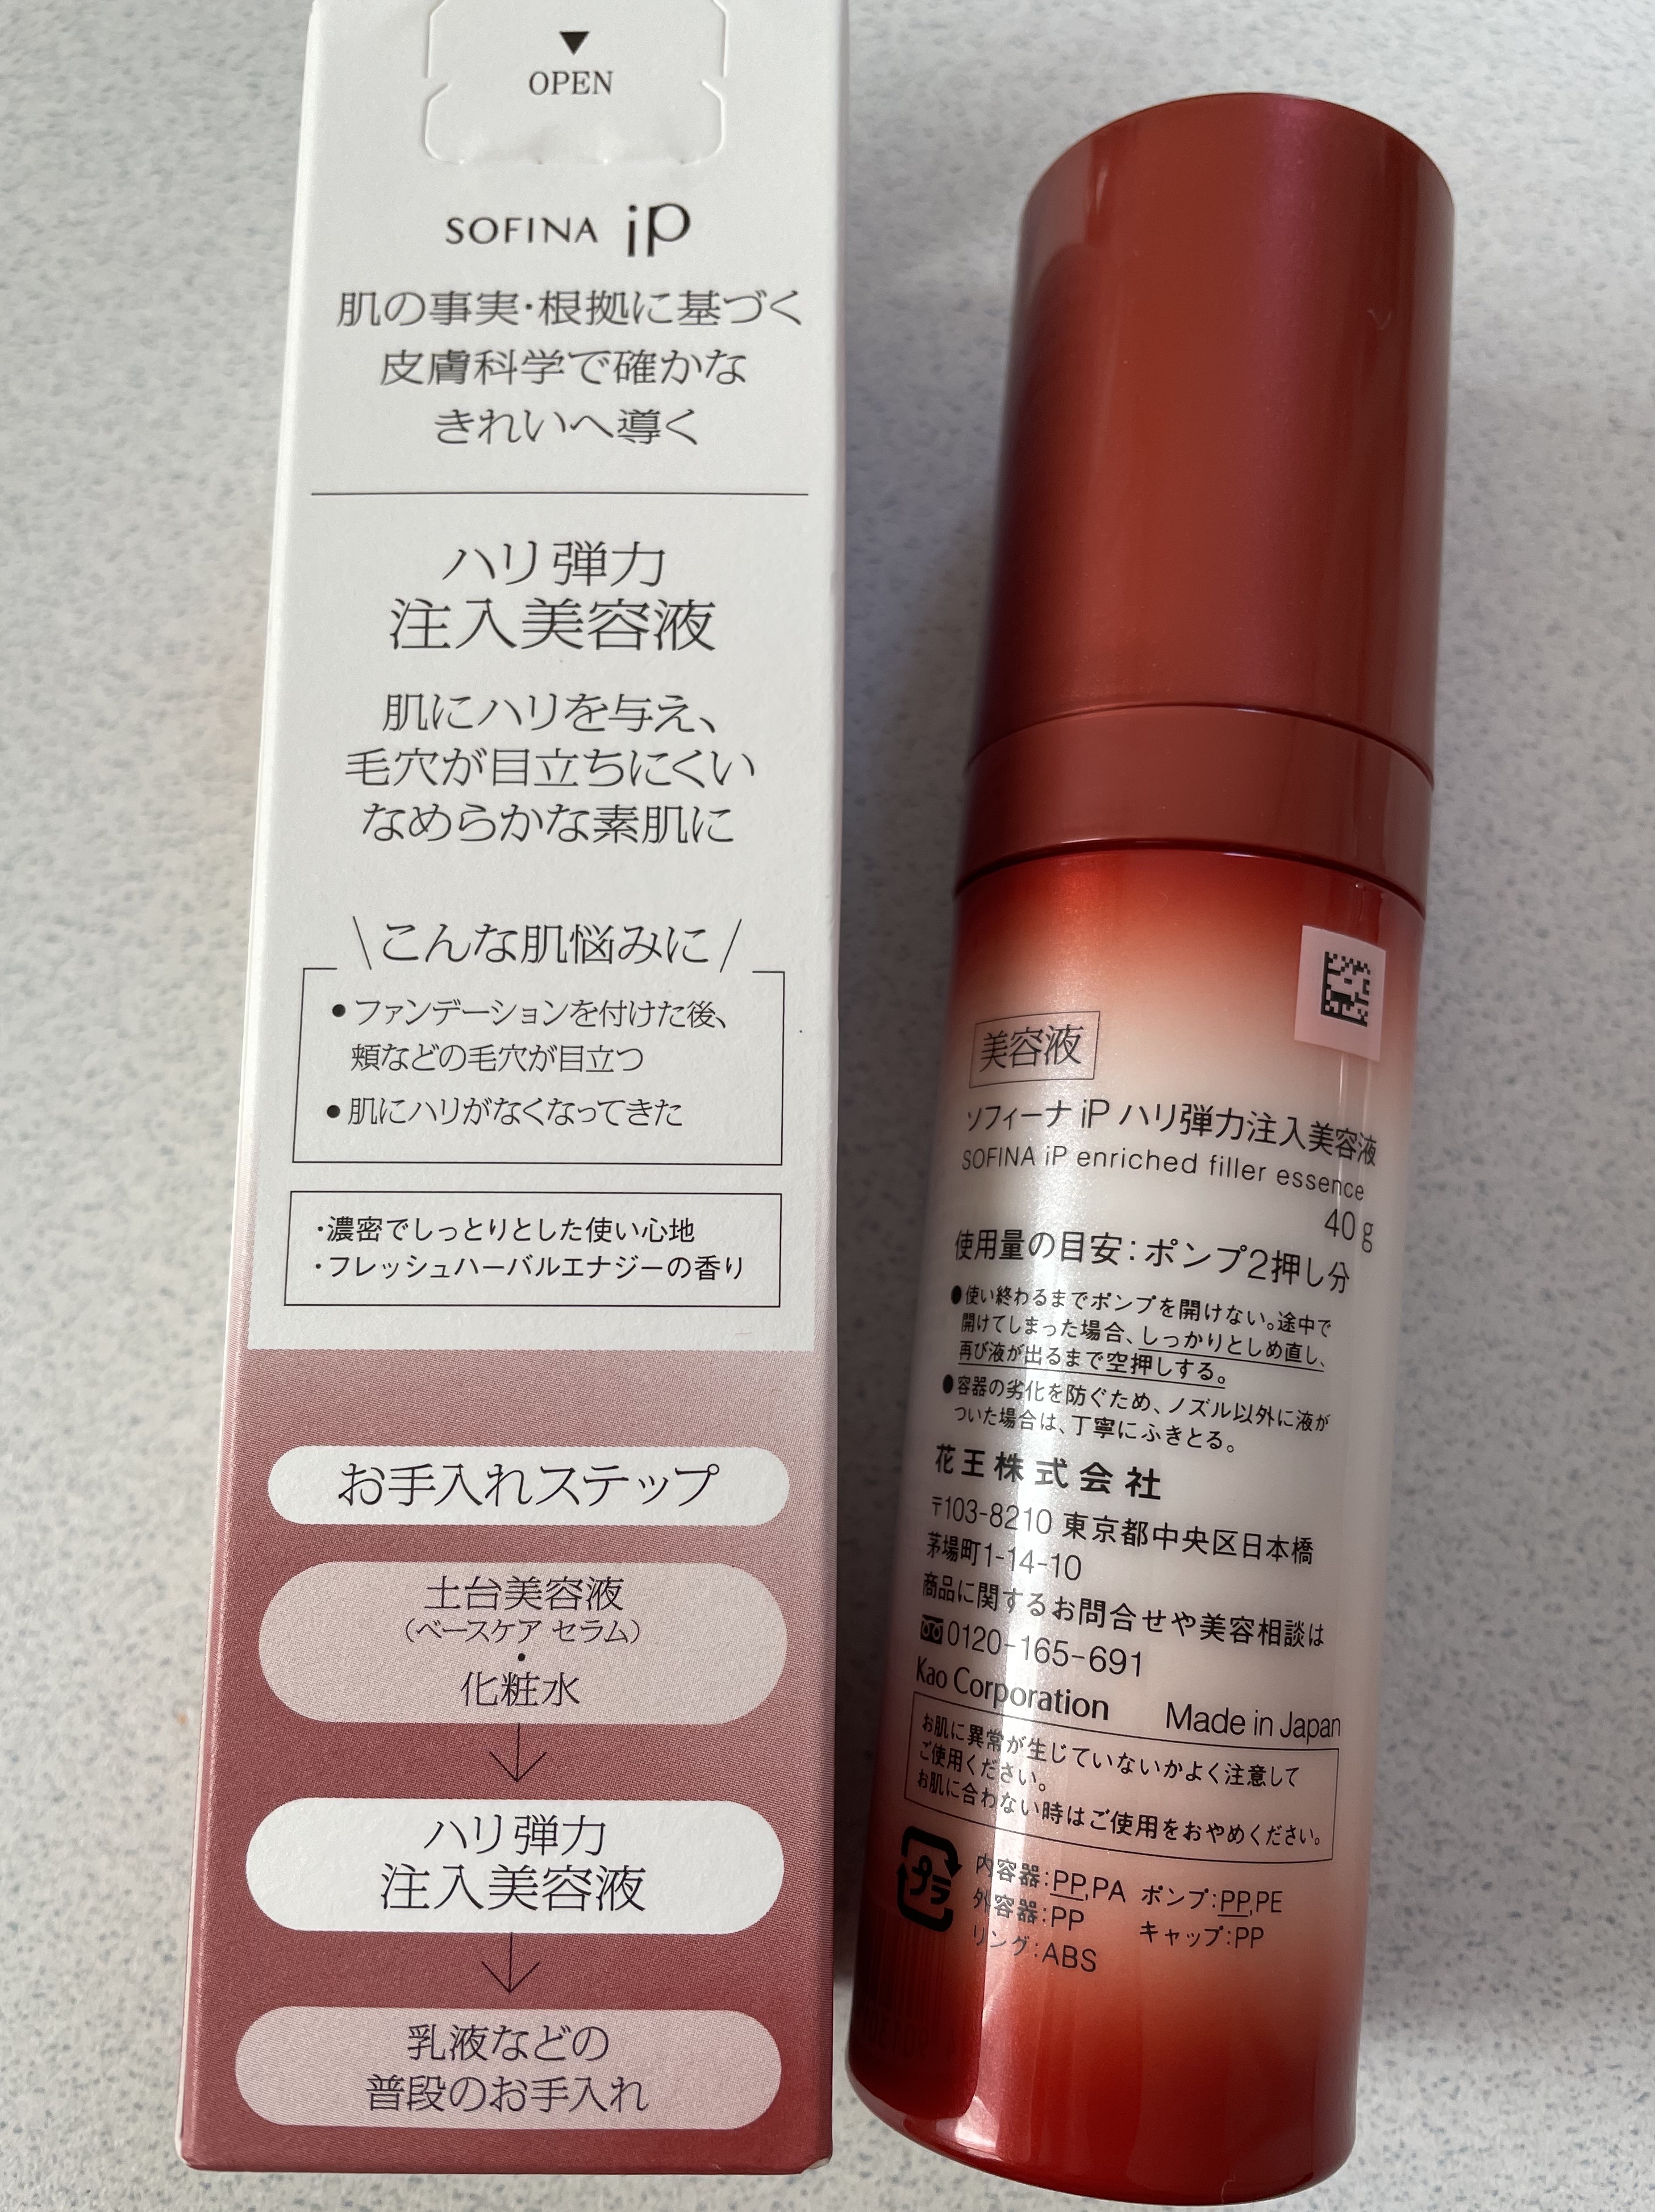 OPEN
SOFINA iP
肌の事実・根拠に基づく
皮膚科学で確かな
きれいへ導く
ハリ弾力
注入美容液
肌にハリを与え、
毛穴が目立ちにくい
なめらかな素肌に
\こんな肌悩みに/
●ファンデーションを付けた後、
頬などの毛穴が目立つ
●肌にハリがなくなってきた
・濃密でしっとりとした使い心地
・フレッシュハーバルエナジーの香り
お手入れステップ
土台美容液
(ベースケア セラム)
・
化粧水
ハリ弾力
注入美容液
乳液などの
普段のお手入れ
美容液
ソフィーナ iP ハリ弾力注入美容液
SOFINA iP enriched filler essence
40 g
使用量の目安:ポンプ2押し分
●使い終わるまでポンプを開けない。途中で
開けてしまった場合、しっかりとしめ直し、
再び液が出るまで空押しする。
●容器の劣化を防ぐため、ノズル以外に液が
ついた場合は、丁寧にふきとる。
花王株式会社
〒103-8210 東京都中央区日本橋
茅場町1-14-10
商品に関するお問合せや美容相談は
0120-165-691
Kao Corporation Made in Japan
お肌に異常が生じていないかよく注意して
ご使用ください。
お肌に合わない時はご使用をおやめください。
プラ
内容器:PP,PA ポンプ:PP,PE
外容器:PP キャップ:PP
リング:ABS